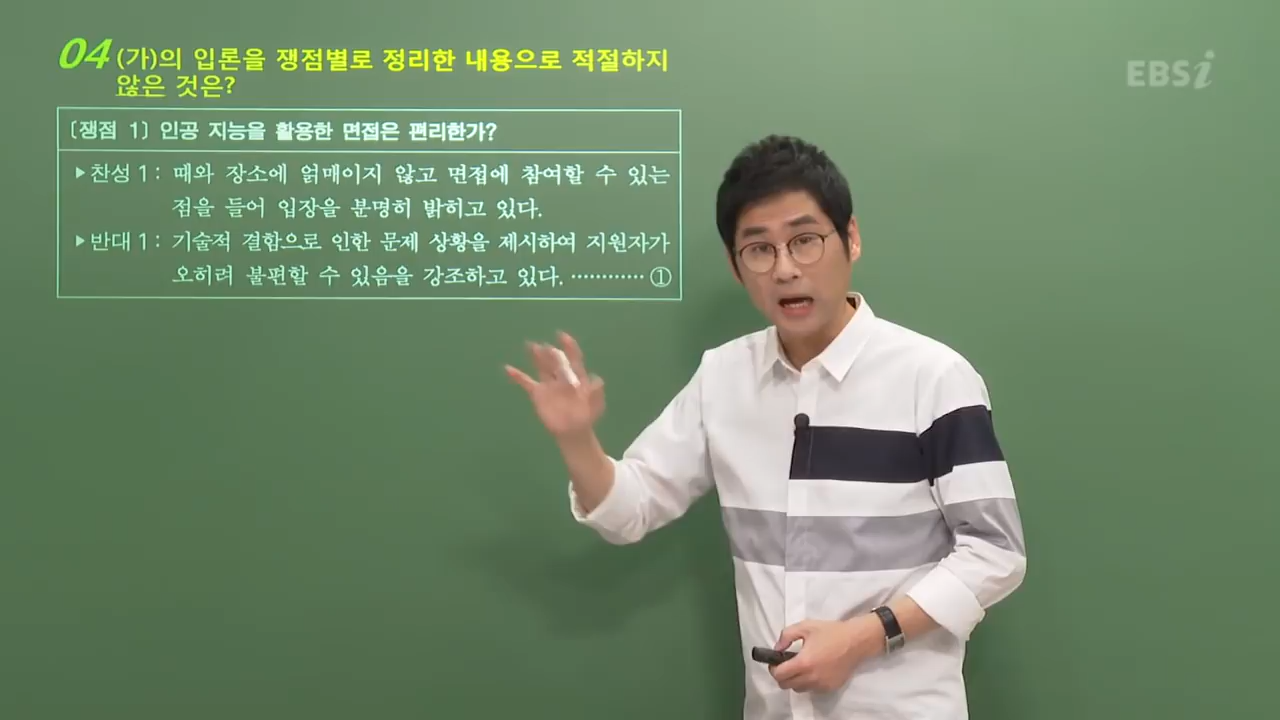 04 (가)의 입론을 쟁점별로 정리한 내용으로 적절하지
않은 것은?
EBSi
〔쟁점 1〕 인공 지능을 활용한 면접은 편리한가?
▶찬성 1 : 때와 장소에 얽매이지 않고 면접에 참여할 수 있는
점을 들어 입장을 분명히 밝히고 있다.
▶반대 1 : 기술적 결함으로 인한 문제 상황을 제시하여 지원자가
오히려 불편할 수 있음을 강조하고 있다. ············ ①